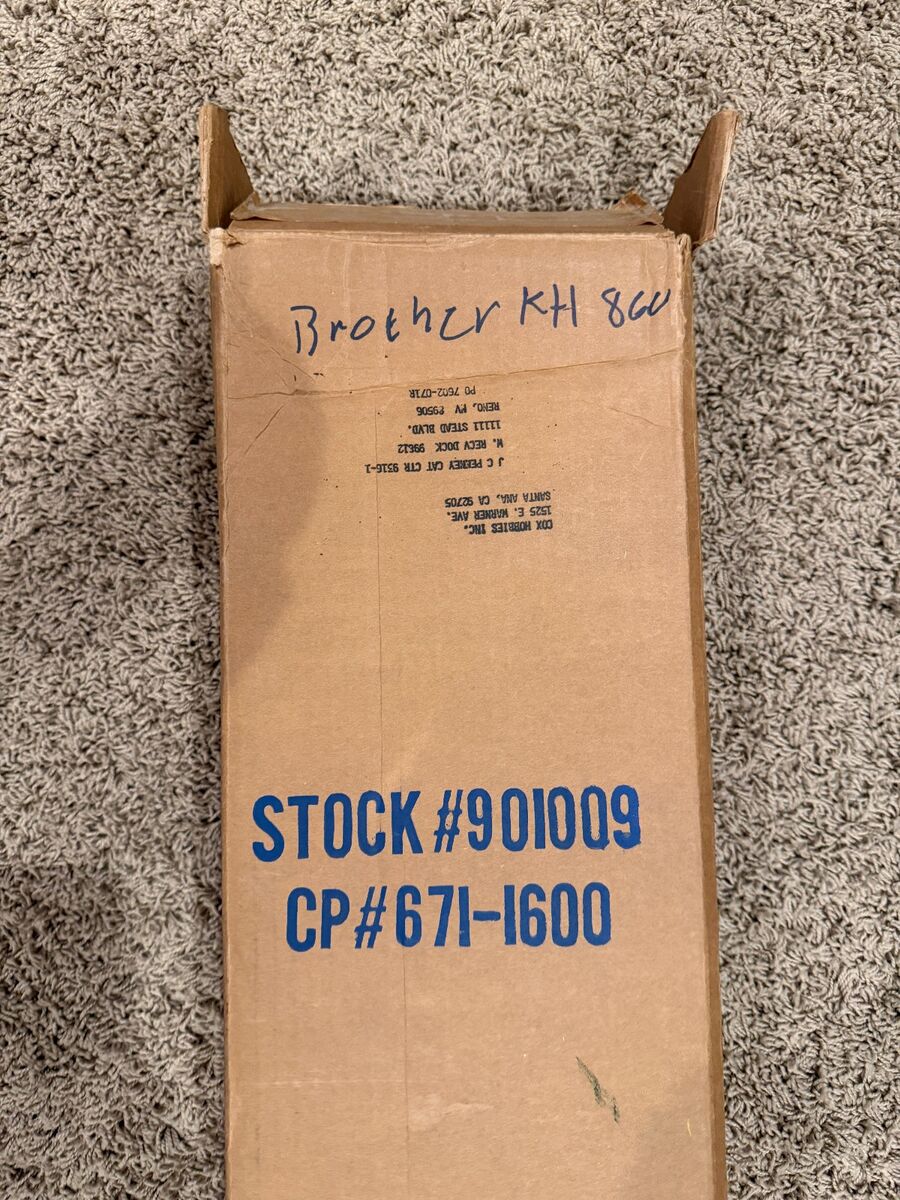 Brother KH 860
COX HOBBIES INC.
1525 E. WARNER AVE.
SANTA ANA, CA 92705
J C PENNEY CAT CTR 9316-1
W. RECV DOCK 99612
11111 STEAD BLVD.
RENO, NV 89506
PO 7602-071R
STOCK #901009
CP# 671-1600